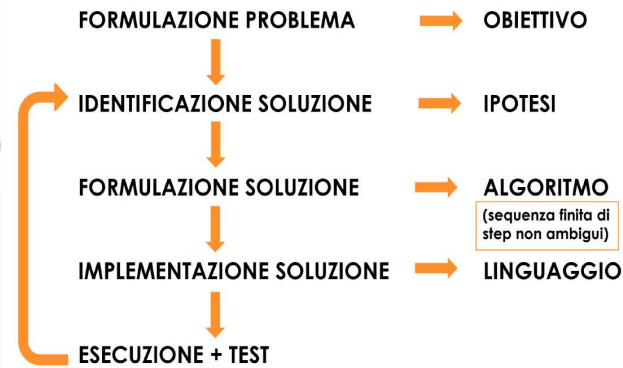 FORMULAZIONE PROBLEMA
OBIETTIVO
IDENTIFICAZIONE SOLUZIONE
IPOTESI
FORMULAZIONE SOLUZIONE
ALGORITMO
(sequenza finita di
step non ambigui)
IMPLEMENTAZIONE SOLUZIONE
LINGUAGGIO
ESECUZIONE + TEST